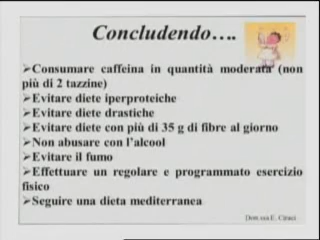 Concludendo….
➢Consumare caffeina in quantità moderata (non
più di 2 tazzine)
➢Evitare diete iperproteiche
➢Evitare diete drastiche
➢Evitare diete con più di 35 g di fibre al giorno
➢Non abusare con l'alcool
➢Evitare il fumo
➢Effettuare un regolare e programmato esercizio
fisico
➢Seguire una dieta mediterranea
Dott.ssa E.